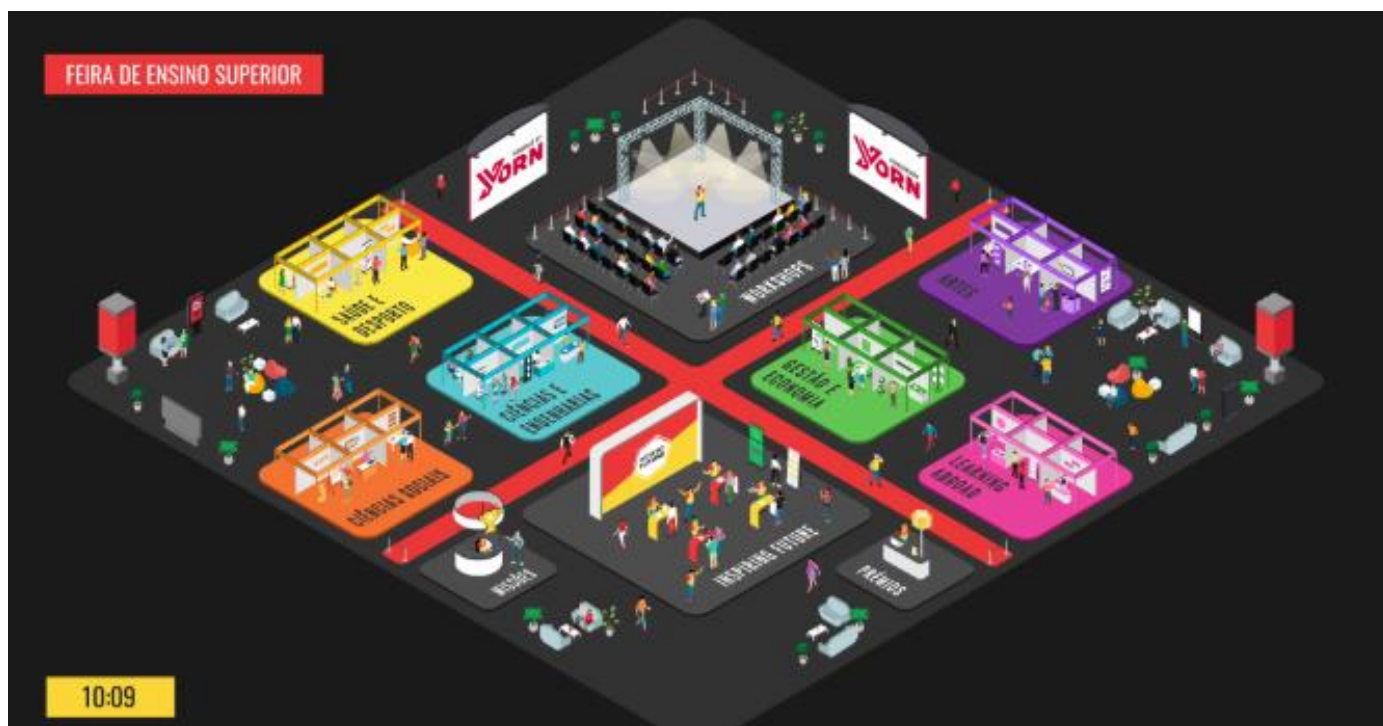 FEIRA DE ENSINO SUPERIOR
YORN
YORN
WORKSHOPS
SAÚDE E
DESPORTO
CIÊNCIAS E
ENGENHARIAS
GESTÃO E
ECONOMIA
ARTES
CIÊNCIAS SOCIAIS
LEARNING
ABROAD
MISSÕES
INSPIRING FUTURE
PRÉMIOS
10:09